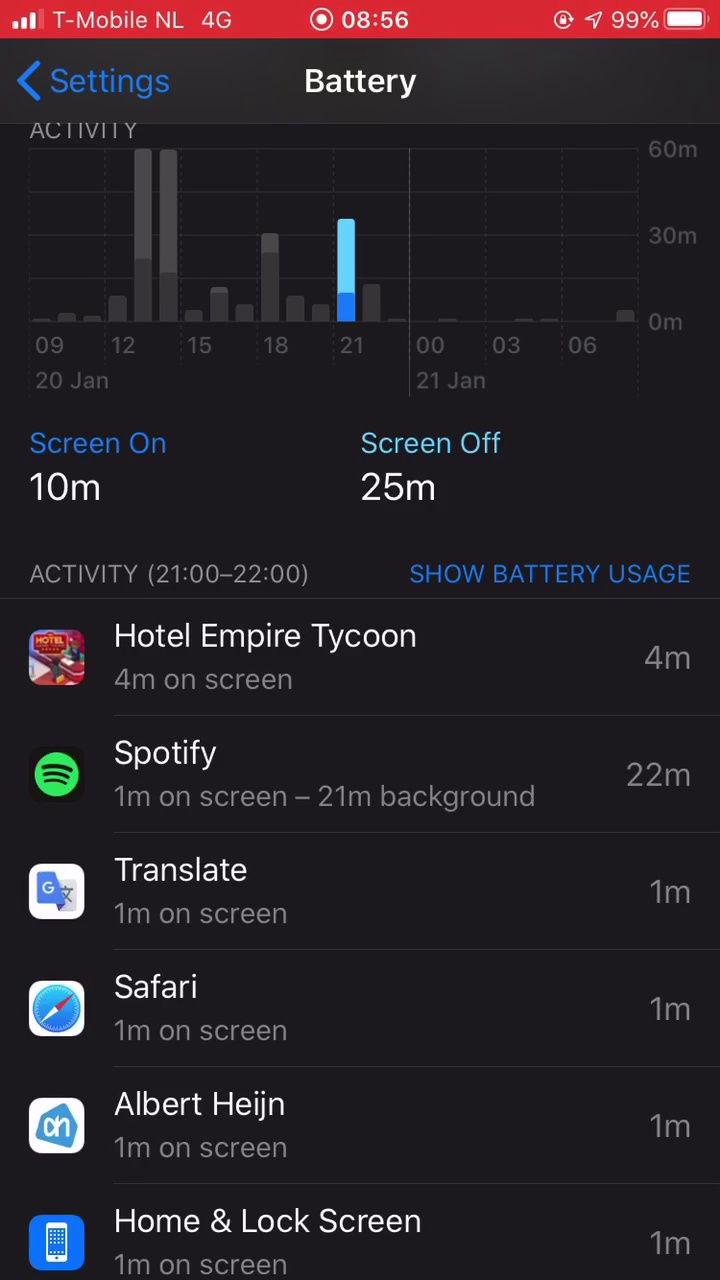 T-Mobile NL 4G 08:56 99%
Settings Battery
ACTIVITY
60m
30m
0m
09 12 15 18 21 00 03 06
20 Jan 21 Jan
Screen On Screen Off
10m 25m
ACTIVITY (21:00–22:00) SHOW BATTERY USAGE
HOTEL
Hotel Empire Tycoon
4m on screen
4m
Spotify
1m on screen – 21m background
22m
G 文
Translate
1m on screen
1m
Safari
1m on screen
1m
ah
Albert Heijn
1m on screen
1m
Home & Lock Screen
1m on screen
1m